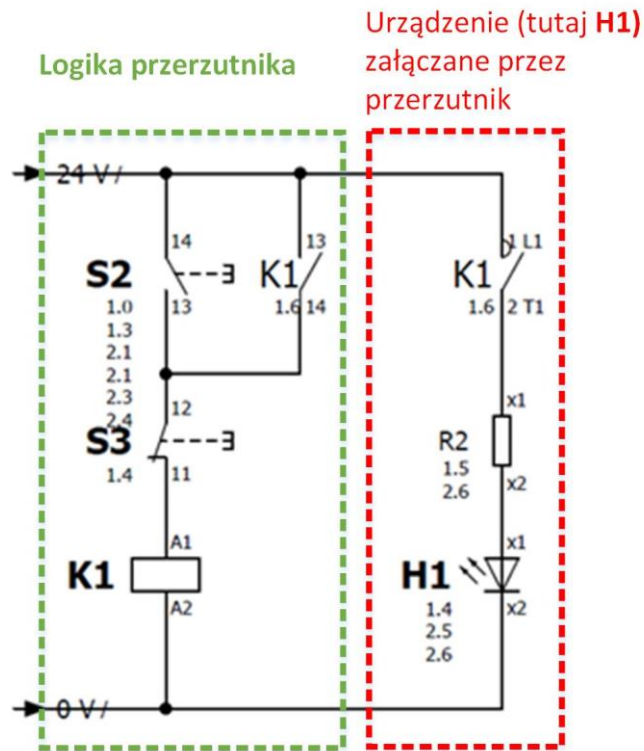 Urządzenie (tutaj H1)
załączane przez
przerzutnik
Logika przerzutnika
24 V /
14
S2
13
1.0
1.3
2.1
2.1
2.3
2.4
13
K1
1.6 14
1 L1
K1
1.6 2 T1
12
S3
1.4 11
x1
R2
1.5
2.6
x2
A1
K1
A2
x1
H1
x2
1.4
2.5
2.6
0 V /